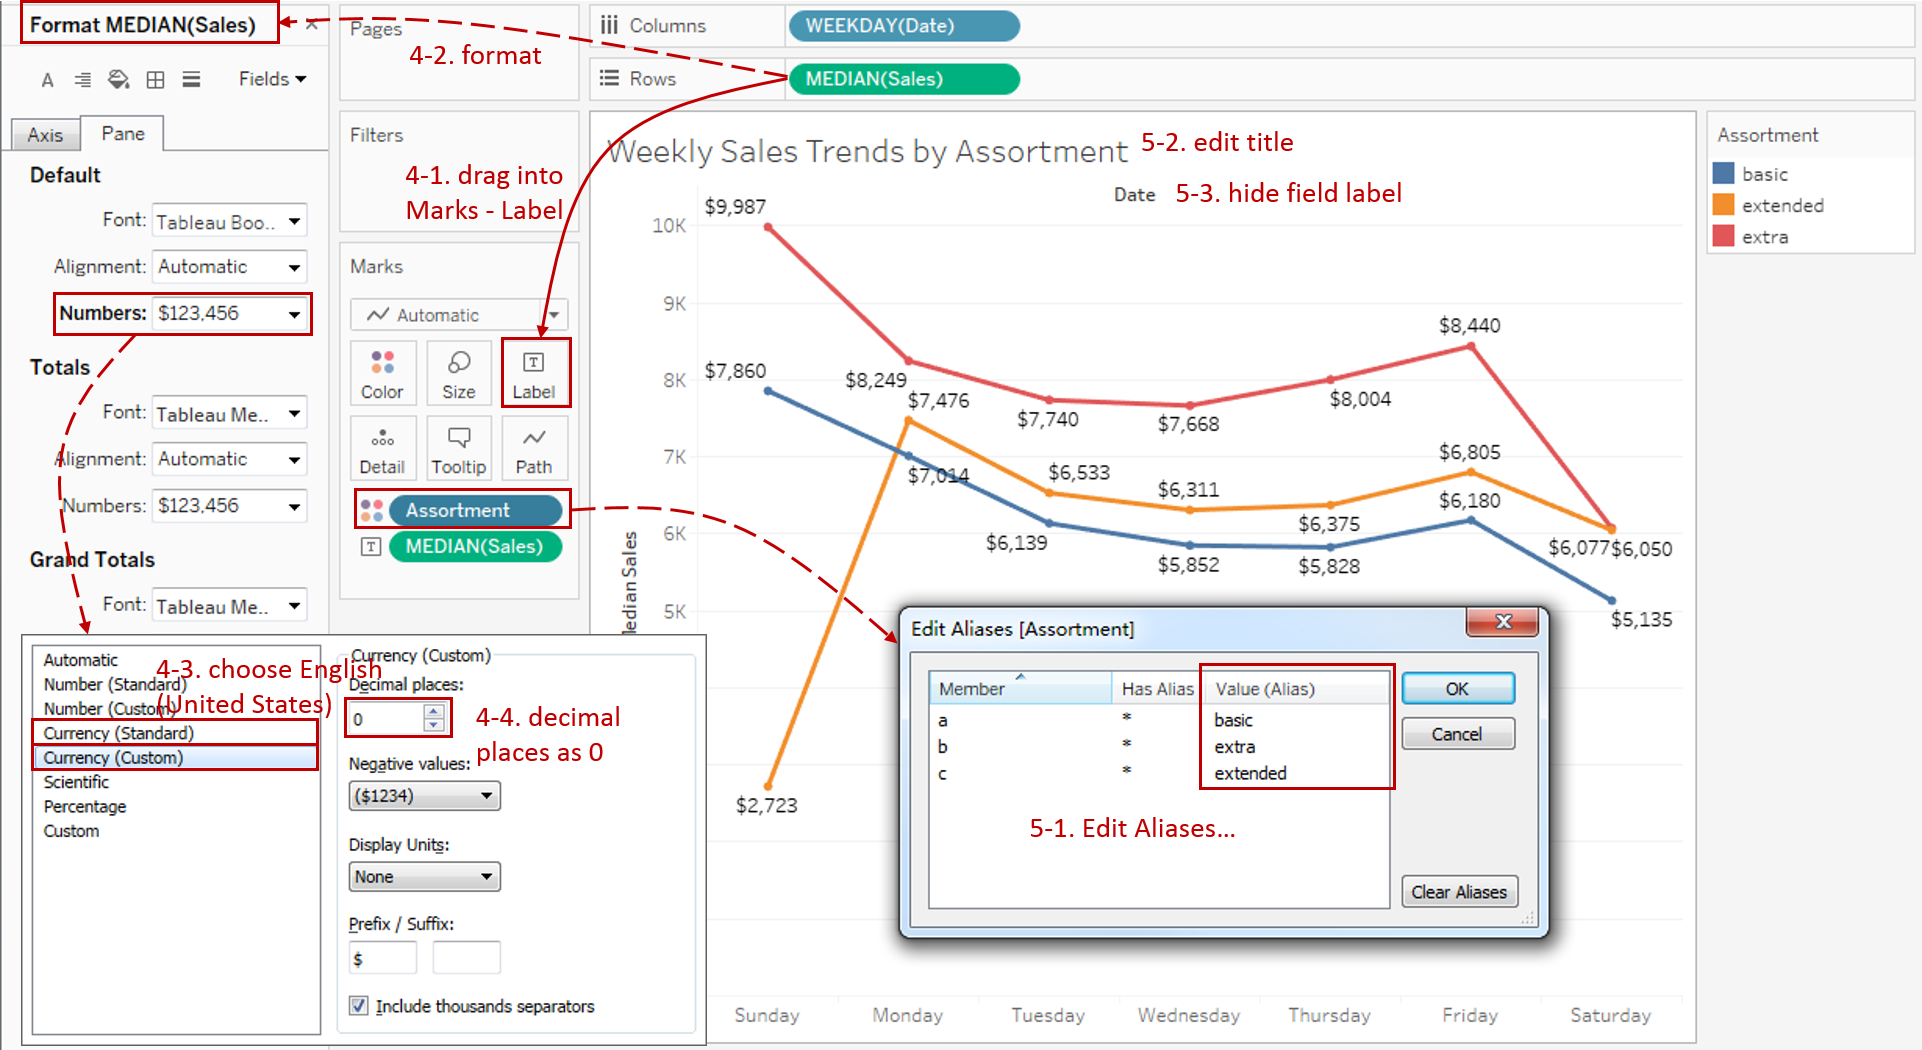 Format MEDIAN(Sales)
×
Fields
Axis
Pane
Default
Font: Tableau Boo..
Alignment: Automatic
Numbers: $123,456
Totals
Font: Tableau Me..
Alignment: Automatic
Numbers: $123,456
Grand Totals
Font: Tableau Me..
Pages
4-2. format
Filters
4-1. drag into
Marks - Label
Marks
Automatic
Color
Size
Label
Detail
Tooltip
Path
Assortment
MEDIAN(Sales)
Columns
WEEKDAY(Date)
Rows
MEDIAN(Sales)
Weekly Sales Trends by Assortment
5-2. edit title
Date
5-3. hide field label
10K
9K
8K
7K
6K
5K
edian Sales
$9,987
$7,860
$8,249
$7,476
$7,014
$7,740
$6,533
$6,139
$7,668
$6,311
$5,852
$8,004
$6,375
$5,828
$8,440
$6,805
$6,180
$6,077
$6,050
$5,135
$2,723
Sunday
Monday
Tuesday
Wednesday
Thursday
Friday
Saturday
Assortment
basic
extended
extra
Automatic
Number (Standard)
Number (Custom)
Currency (Standard)
Currency (Custom)
Scientific
Percentage
Custom
4-3. choose English
(United States)
Currency (Custom)
Decimal places:
0
4-4. decimal
places as 0
Negative values:
($1234)
Display Units:
None
Prefix / Suffix:
$
Include thousands separators
Edit Aliases [Assortment]
Member
Has Alias
Value (Alias)
a * basic
b * extra
c * extended
OK
Cancel
Clear Aliases
5-1. Edit Aliases...